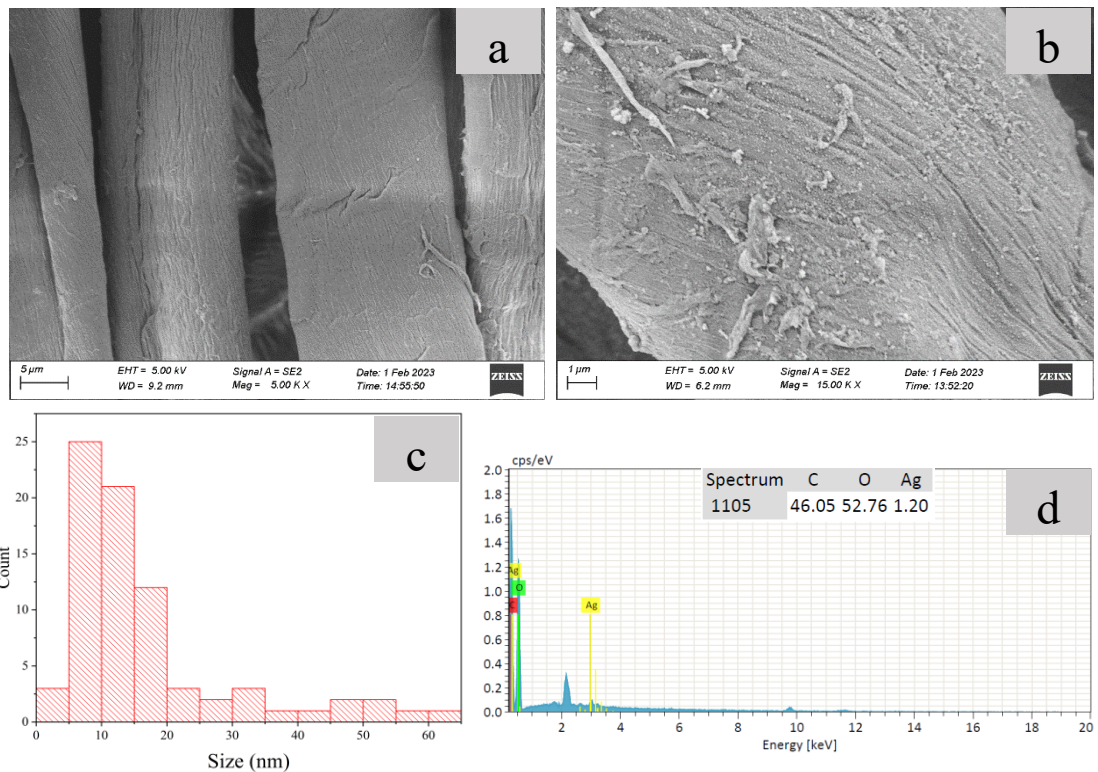 a
5 µm
EHT = 5.00 kV Signal A = SE2 Date: 1 Feb 2023
WD = 9.2 mm Mag = 5.00 K X Time: 14:55:50
ZEISS
b
1 µm
EHT = 5.00 kV Signal A = SE2 Date: 1 Feb 2023
WD = 6.2 mm Mag = 15.00 K X Time: 13:52:20
ZEISS
c
25
20
15
10
5
0
Count
0 10 20 30 40 50 60
Size (nm)
d
cps/eV
Spectrum C O Ag
1105 46.05 52.76 1.20
2.0
1.8
1.6
1.4
1.2
1.0
0.8
0.6
0.4
0.2
0.0
Ag
O
C
Ag
2 4 6 8 10 12 14 16 18 20
Energy [keV]